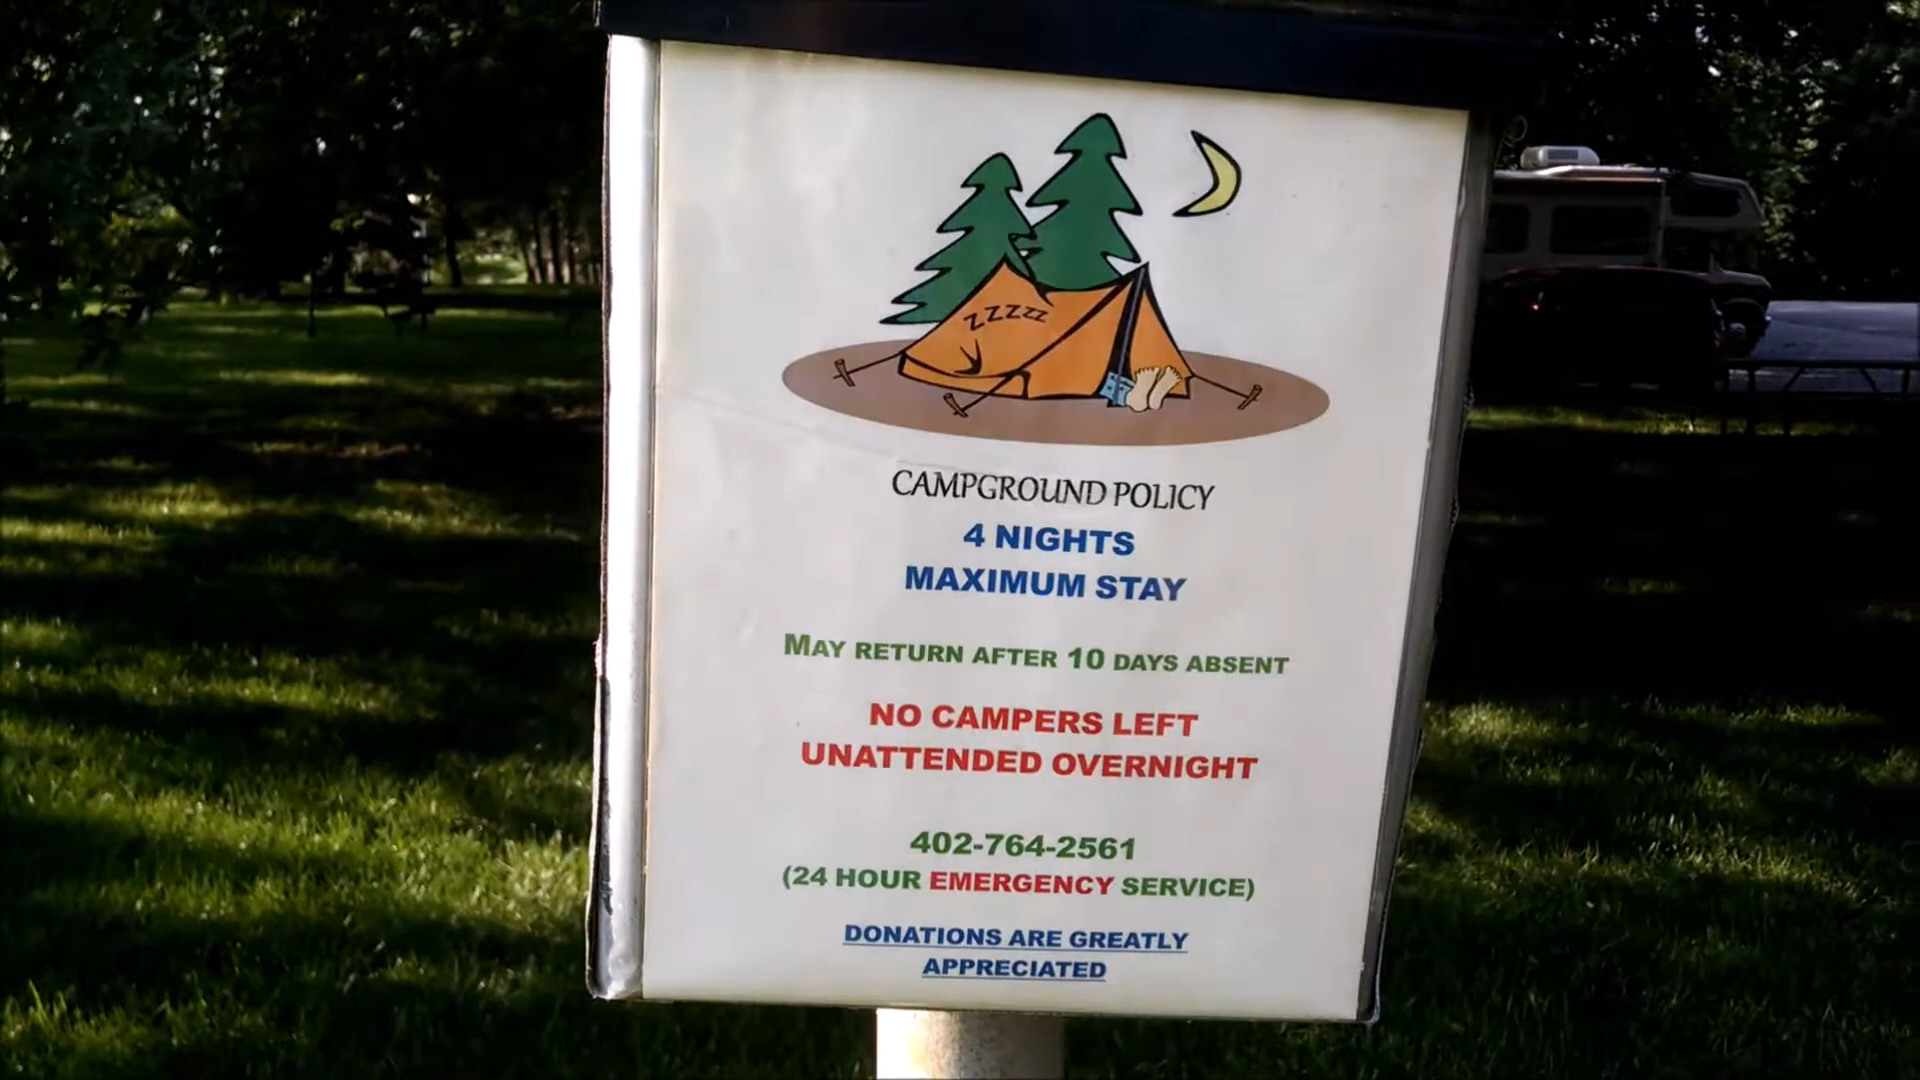 ZZZZZ
CAMPGROUND POLICY
4 NIGHTS
MAXIMUM STAY
MAY RETURN AFTER 10 DAYS ABSENT
NO CAMPERS LEFT
UNATTENDED OVERNIGHT
402-764-2561
(24 HOUR EMERGENCY SERVICE)
DONATIONS ARE GREATLY
APPRECIATED